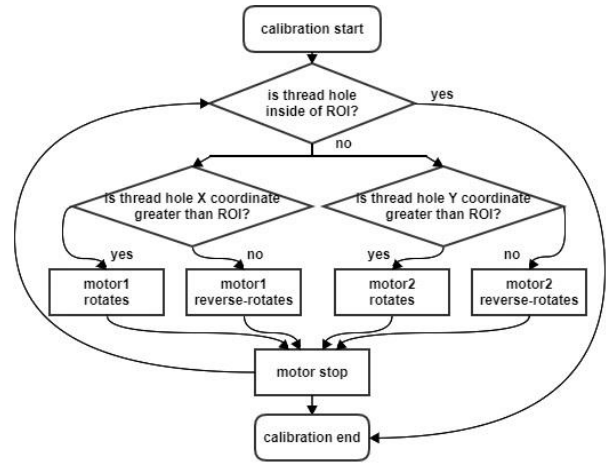 calibration start
is thread hole
inside of ROI?
yes
no
is thread hole X coordinate
greater than ROI?
Is thread hole Y coordinate
greater than ROI?
yes
no
yes
no
motor1
rotates
motor1
reverse-rotates
motor2
rotates
motor2
reverse-rotates
motor stop
calibration end